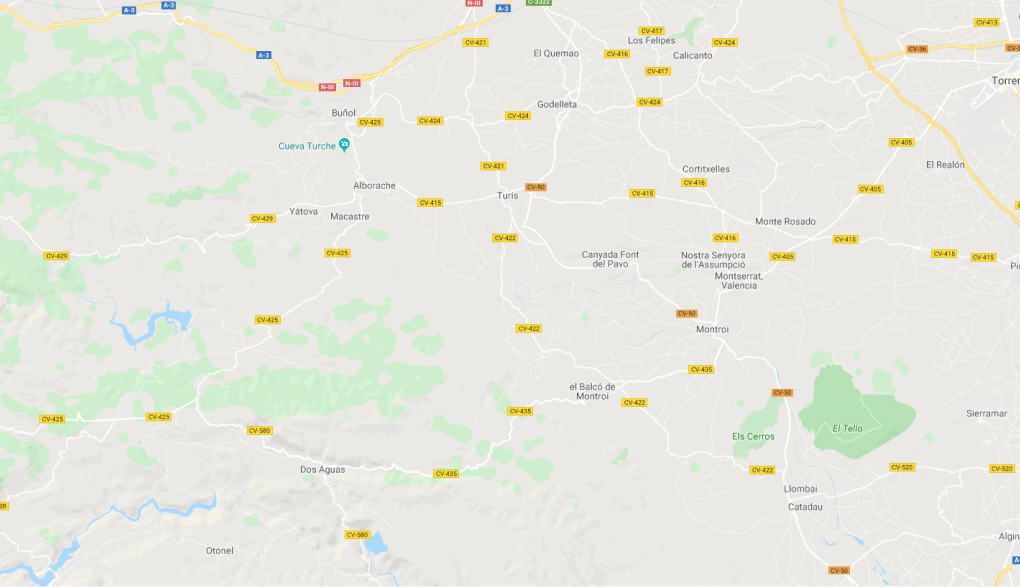 A-3
A-3
N-III
A-3
C-3322
CV-413
CV-417
Los Felipes
CV-421
CV-424
CV-36
El Quemao
CV-416
Calicanto
A-3
CV-417
N-III
N-III
Godelleta
CV-424
Buñol
CV-425
CV-424
CV-424
CV-405
Cueva Turche
CV-421
Cortitxelles
El Realón
CV-416
Alborache
CV-50
CV-415
CV-405
Turís
CV-415
Yátova
Macastre
CV-429
Monte Rosado
CV-422
CV-416
CV-415
CV-429
CV-425
Canyada Font
del Pavo
Nostra Senyora
de l'Assumpció
CV-405
CV-415
CV-415
Montserrat,
Valencia
CV-50
CV-425
CV-422
Montroi
CV-435
el Balcó de
Montroi
CV-50
CV-422
CV-435
Sierramar
CV-425
CV-425
CV-580
El Tello
Els Cerros
Dos Aguas
CV-435
CV-422
CV-520
CV-520
Llombai
Catadau
CV-580
Otonel
CV-50